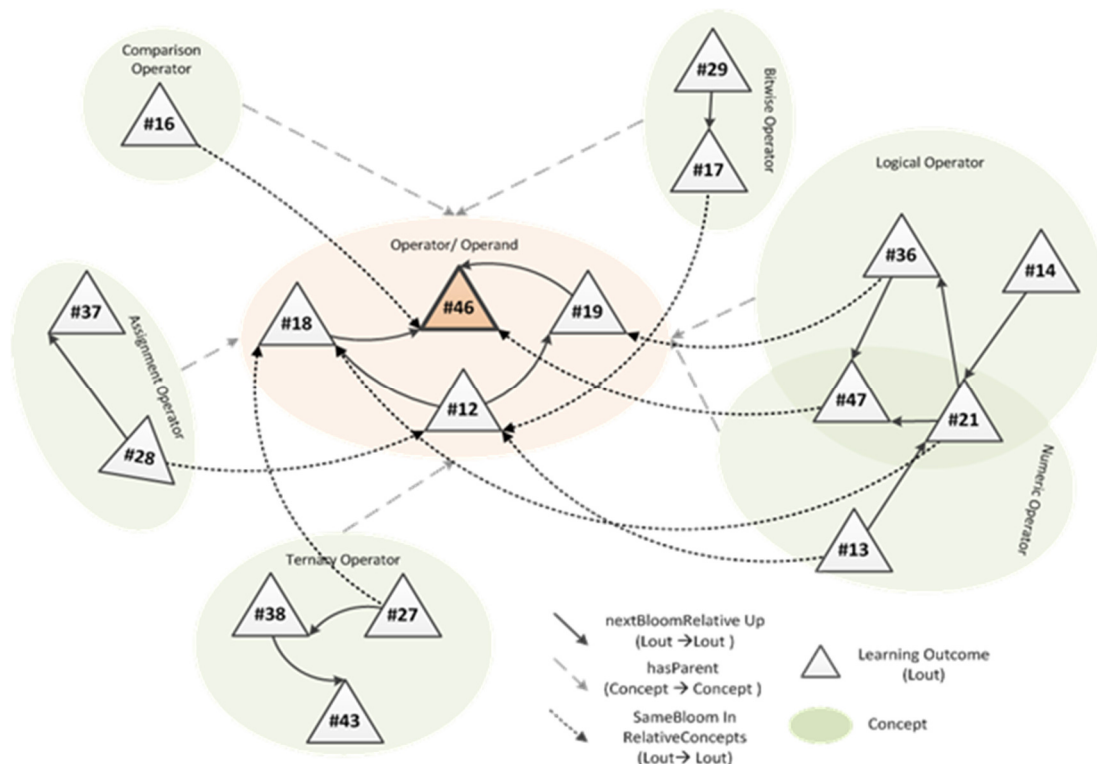 Comparison
Operator
#16
#29
#17
Bitwise Operator
Logical Operator
#36
#14
Operator/ Operand
#46
#19
#18
#37
Assignment Operator
#28
#12
#47
#21
Numeric Operator
#13
Ternary Operator
#38
#27
#43
nextBloomRelative Up
(Lout →Lout )
hasParent
(Concept → Concept )
SameBloom In
RelativeConcepts
(Lout→ Lout)
Learning Outcome
(Lout)
Concept